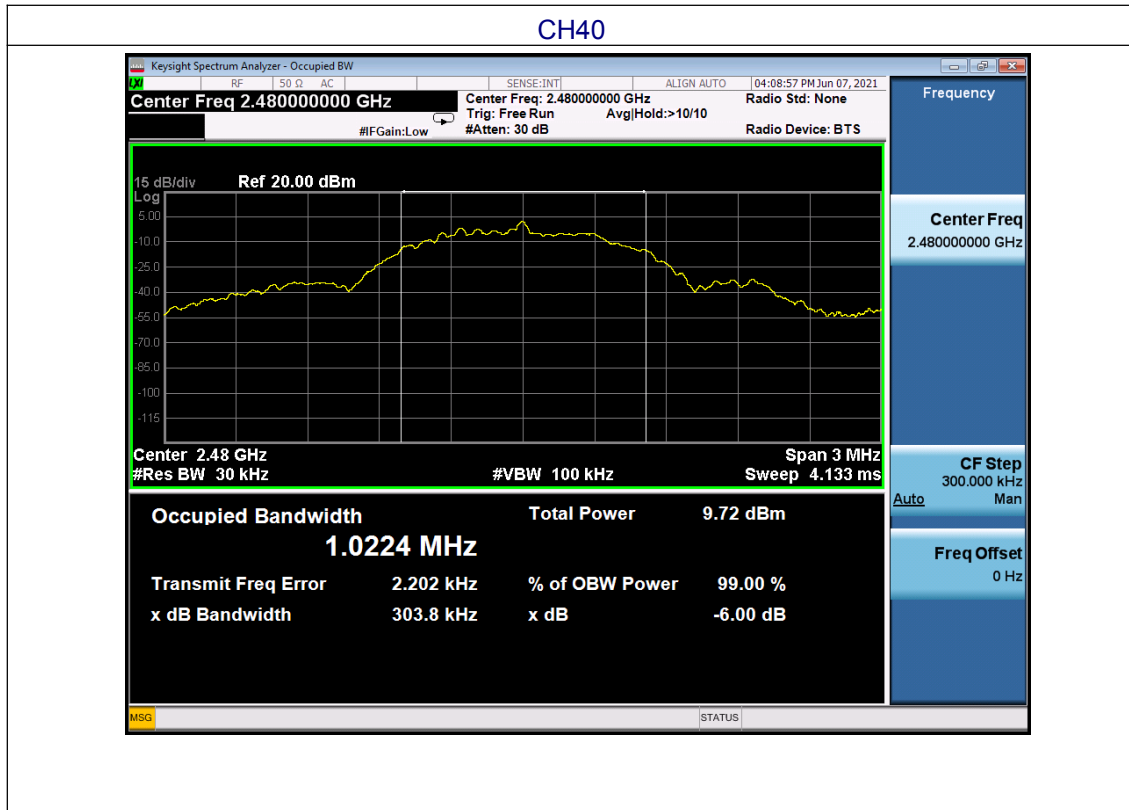 CH40
Keysight Spectrum Analyzer - Occupied BW
LXI RF 50 Ω AC SENSE:INT ALIGN AUTO 04:08:57 PM Jun 07, 2021
Center Freq 2.480000000 GHz
Center Freq: 2.480000000 GHz Radio Std: None
Trig: Free Run Avg|Hold:>10/10
#IFGain:Low #Atten: 30 dB Radio Device: BTS
Frequency
15 dB/div Ref 20.00 dBm
Log
5.00
-10.0
-25.0
-40.0
-55.0
-70.0
-85.0
-100
-115
Center 2.48 GHz Span 3 MHz
#Res BW 30 kHz #VBW 100 kHz Sweep 4.133 ms
Center Freq
2.480000000 GHz
CF Step
300.000 kHz
Auto Man
Freq Offset
0 Hz
Occupied Bandwidth Total Power 9.72 dBm
1.0224 MHz
Transmit Freq Error 2.202 kHz % of OBW Power 99.00 %
x dB Bandwidth 303.8 kHz x dB -6.00 dB
MSG STATUS